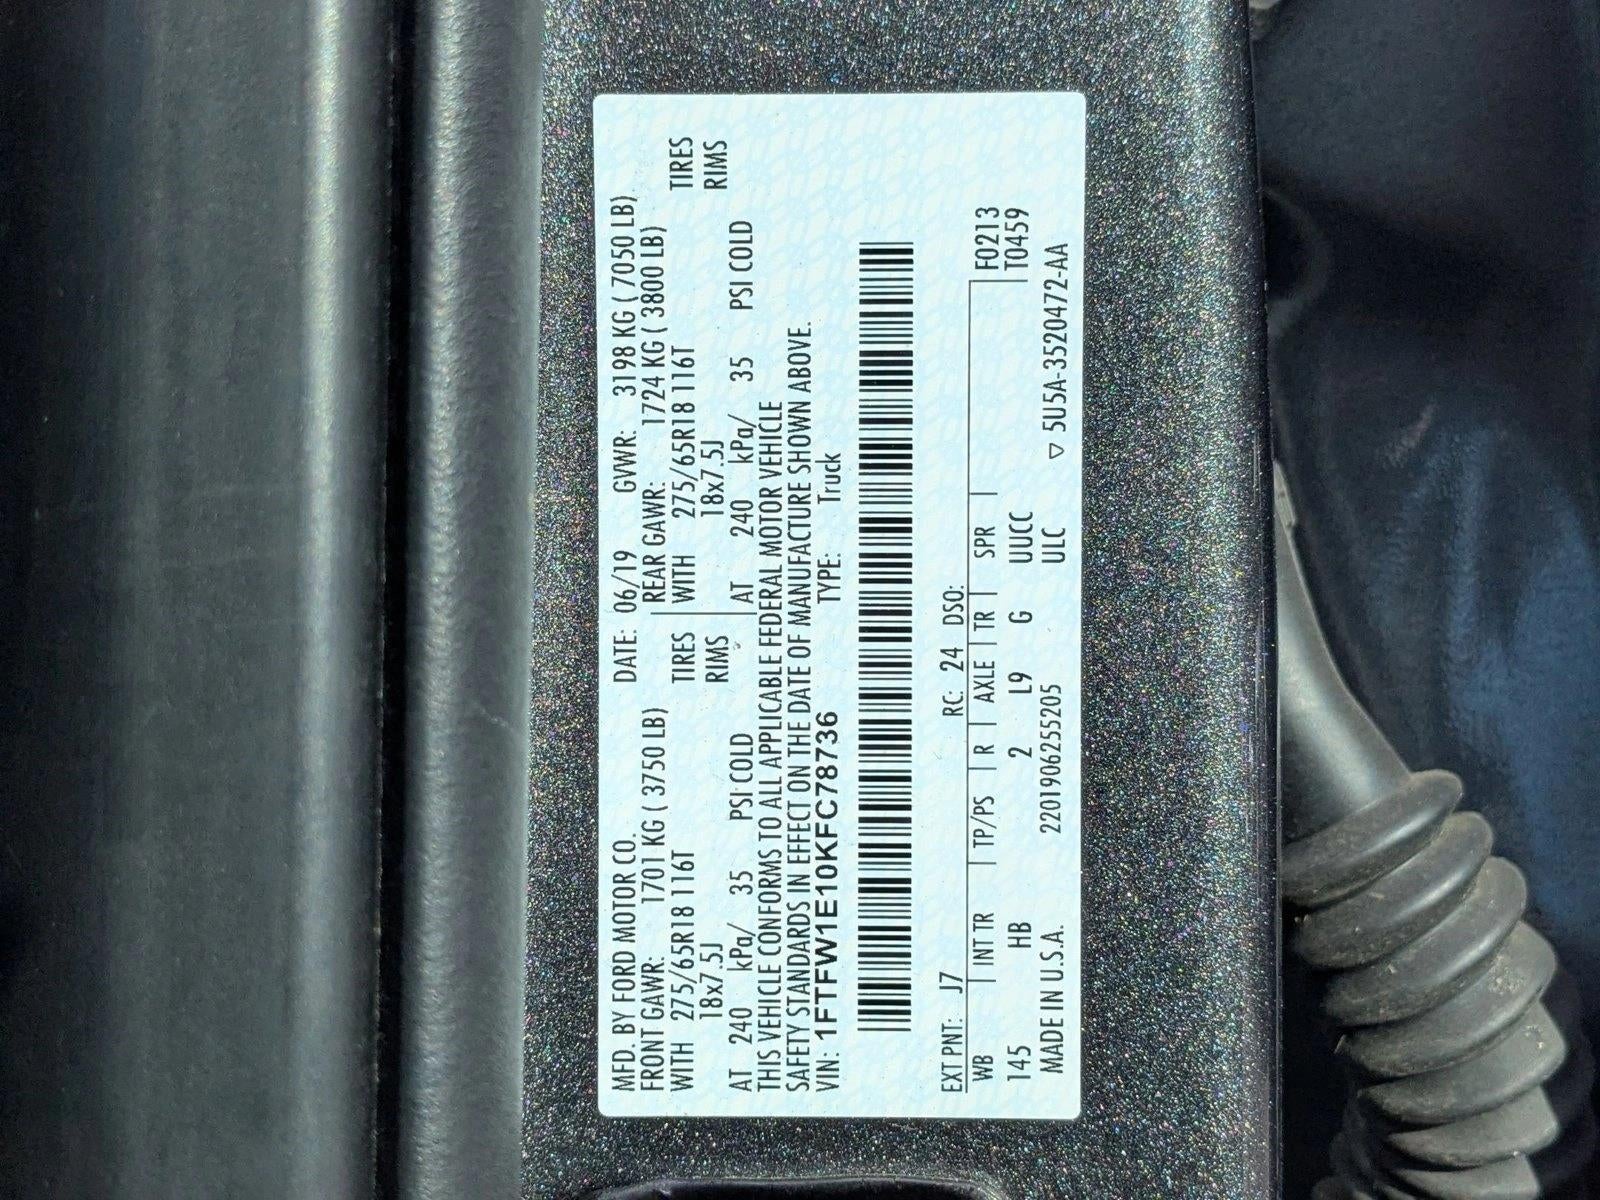 MFD. BY FORD MOTOR CO. DATE: 06/19 GVWR: 3198 KG ( 7050 LB)
FRONT GAWR: 1701 KG ( 3750 LB) REAR GAWR: 1724 KG ( 3800 LB)
WITH 275/65R18 116T TIRES WITH 275/65R18 116T TIRES
18x7.5J RIMS 18x7.5J RIMS
AT 240 kPa/ 35 PSI COLD AT 240 kPa/ 35 PSI COLD
THIS VEHICLE CONFORMS TO ALL APPLICABLE FEDERAL MOTOR VEHICLE
SAFETY STANDARDS IN EFFECT ON THE DATE OF MANUFACTURE SHOWN ABOVE.
VIN: 1FTFW1E10KFC78736 TYPE: Truck
EXT PNT: J7 RC: 24 DSO:
WB INT TR TP/PS R AXLE TR SPR F0213
145 HB 2 L9 G UUCC T0459
MADE IN U.S.A. 2201906255205 ULC ▽ 5U5A-3520472-AA